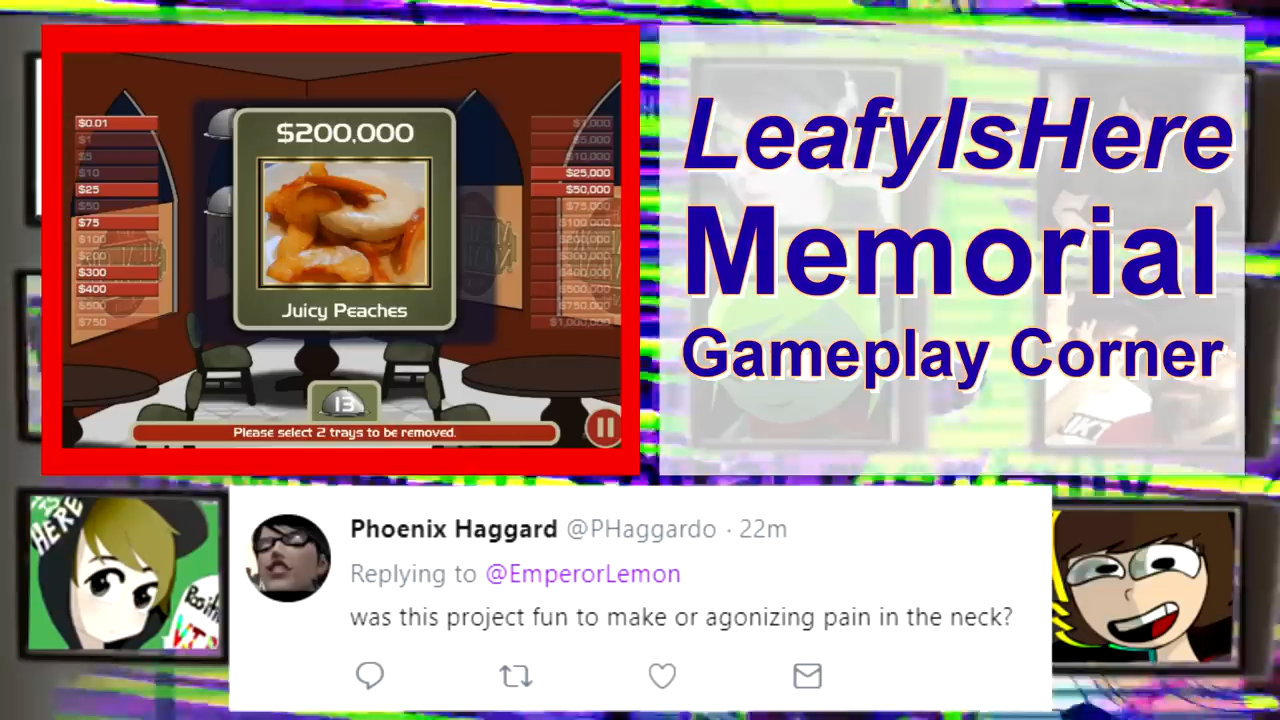 $200,000
Juicy Peaches
$0.01
$1
$5
$10
$25
$50
$75
$100
$200
$300
$400
$500
$750
$1,000
$5,000
$10,000
$25,000
$50,000
$75,000
$100,000
$200,000
$300,000
$400,000
$500,000
$750,000
$1,000,000
13
Please select 2 trays to be removed.
LeafyIsHere
Memorial
Gameplay Corner
JKT
IS
HERE
Phoenix Haggard @PHaggardo · 22m
Replying to @EmperorLemon
was this project fun to make or agonizing pain in the neck?